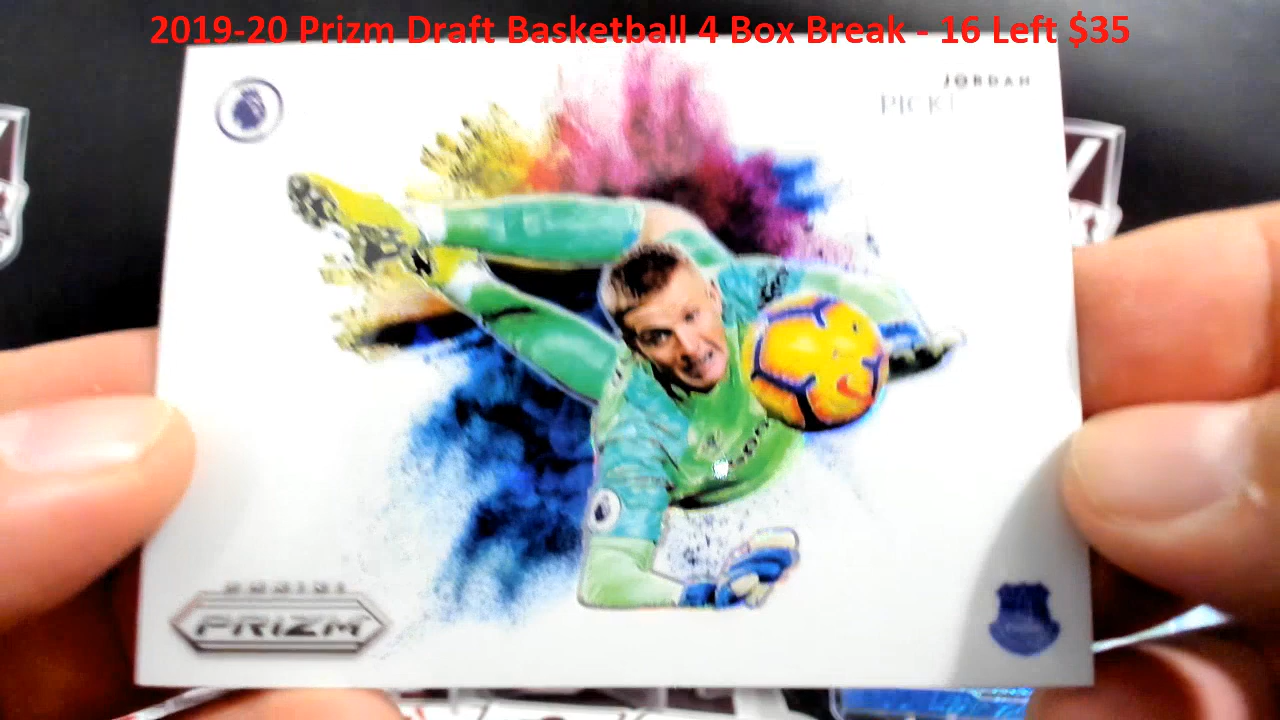 2019-20 Prizm Draft Basketball 4 Box Break - 16 Left $35
JORDAN
PICK
PANINI
PRIZM